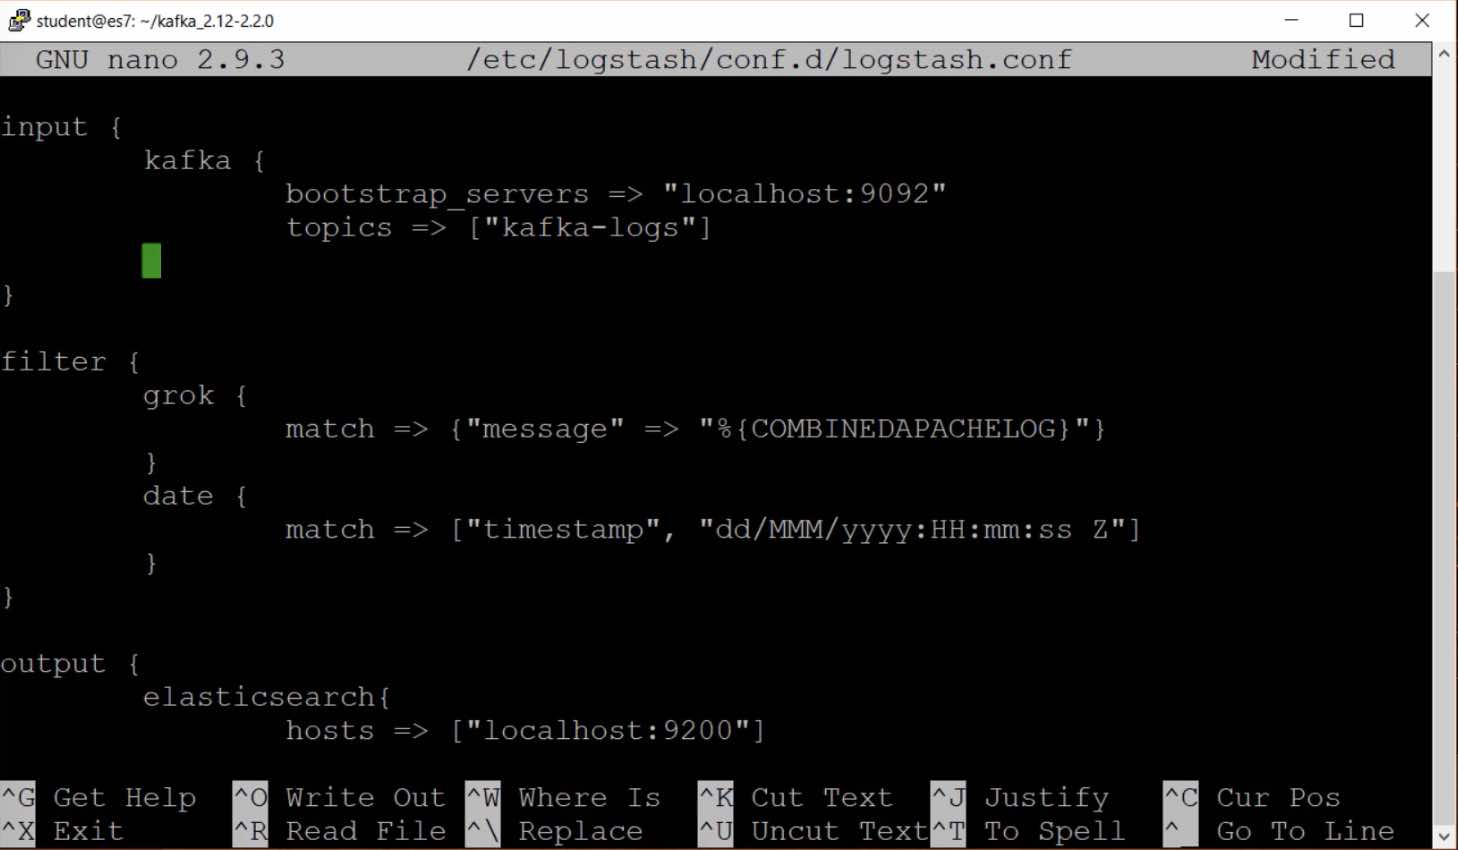 student@es7: ~/kafka_2.12-2.2.0
GNU nano 2.9.3 /etc/logstash/conf.d/logstash.conf Modified
input {
kafka {
bootstrap_servers => "localhost:9092"
topics => ["kafka-logs"]
}
filter {
grok {
match => {"message" => "%{COMBINEDAPACHELOG}"}
}
date {
match => ["timestamp", "dd/MMM/yyyy:HH:mm:ss Z"]
}
}
output {
elasticsearch{
hosts => ["localhost:9200"]
^G Get Help ^O Write Out ^W Where Is ^K Cut Text ^J Justify ^C Cur Pos
^X Exit ^R Read File ^\ Replace ^U Uncut Text ^T To Spell ^_ Go To Line